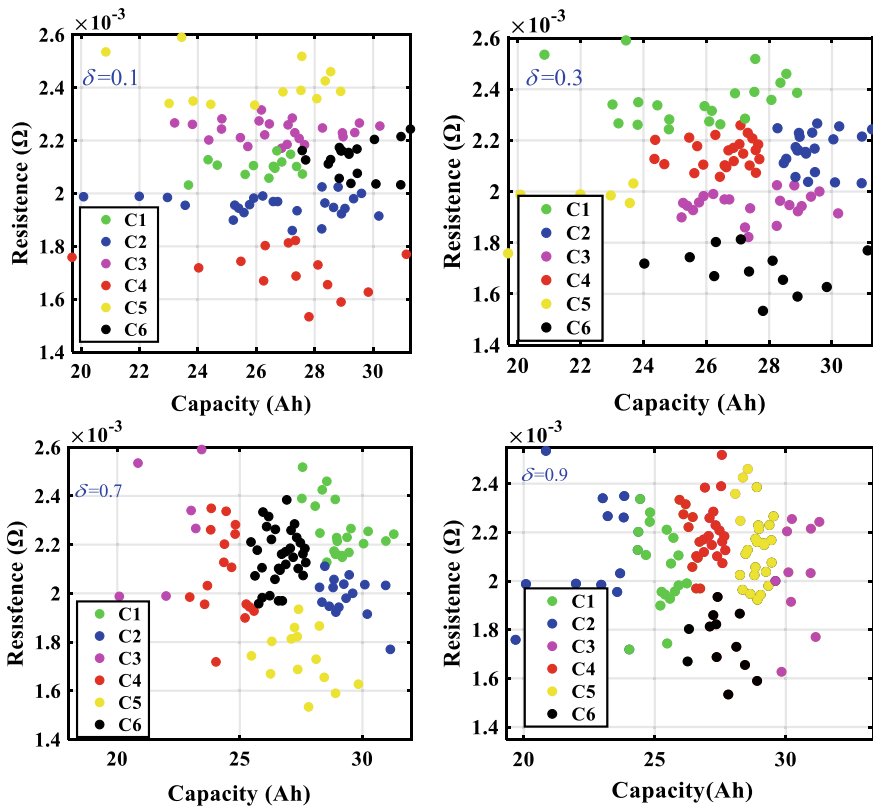 ×10⁻³
2.6
2.4
2.2
2
1.8
1.6
1.4
δ=0.1
Resistence (Ω)
C1
C2
C3
C4
C5
C6
20 22 24 26 28 30
Capacity (Ah)
×10⁻³
2.6
2.4
2.2
2
1.8
1.6
1.4
δ=0.3
Resistence (Ω)
C1
C2
C3
C4
C5
C6
20 22 24 26 28 30
Capacity (Ah)
×10⁻³
2.6
2.4
2.2
2
1.8
1.6
1.4
δ=0.7
Resisfence (Ω)
C1
C2
C3
C4
C5
C6
20 25 30
Capacity (Ah)
×10⁻³
2.4
2.2
2
1.8
1.6
1.4
δ=0.9
Resistence (Ω)
C1
C2
C3
C4
C5
C6
20 25 30
Capacity(Ah)